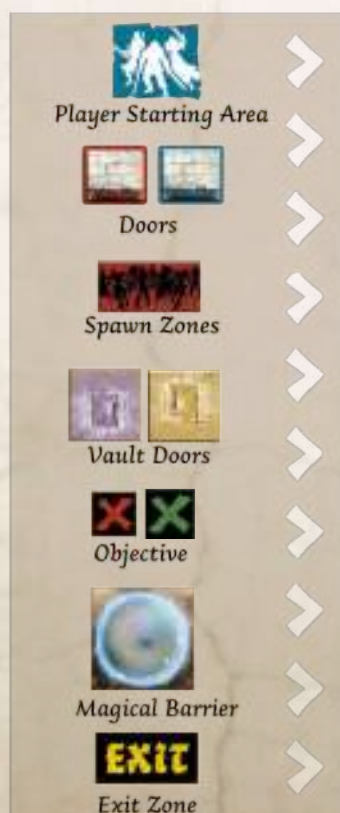 Player Starting Area
Doors
Spawn Zones
Vault Doors
Objective
Magical Barrier
EXIT
Exit Zone